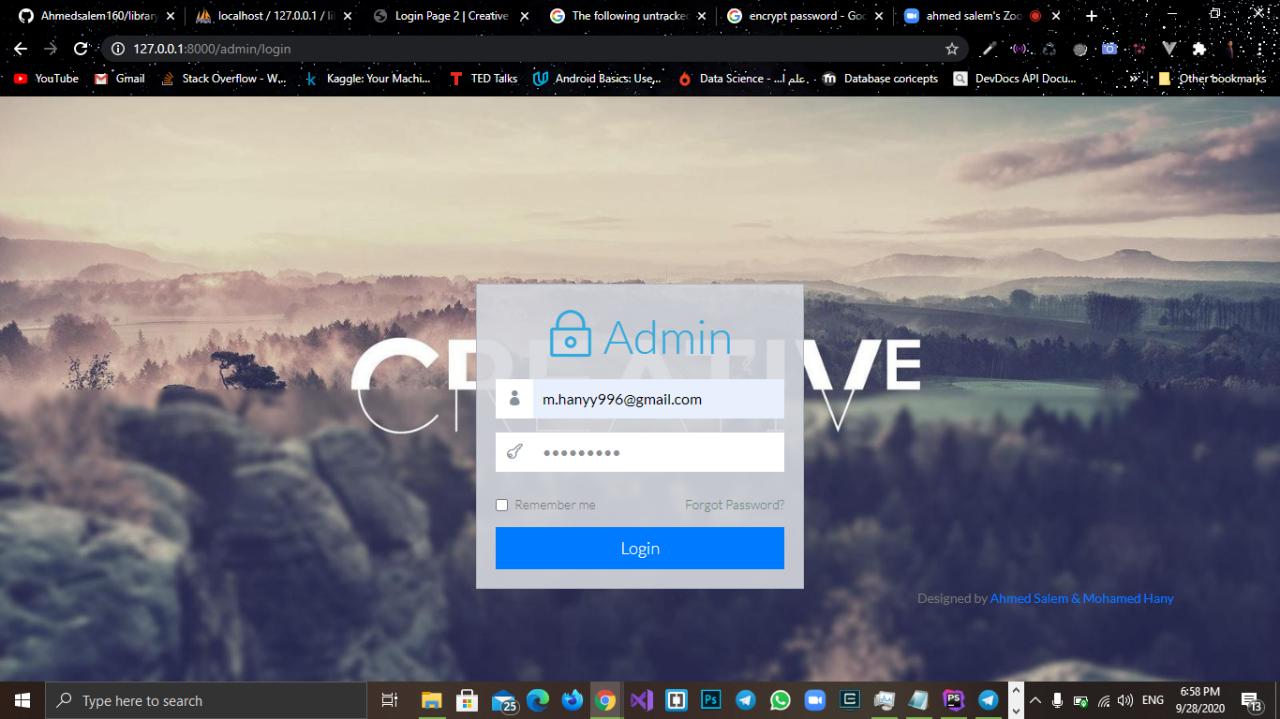 Ahmedsalem160/library
localhost / 127.0.0.1 / li
Login Page 2 | Creative
The following untracke
encrypt password - Goo
ahmed salem's Zoo
127.0.0.1:8000/admin/login
YouTube
Gmail
Stack Overflow - W...
Kaggle: Your Machi...
TED Talks
Android Basics: Use...
Data Science - ...علم أ
Database concepts
DevDocs API Docu...
Other bookmarks
CREATIVE
Admin
m.hanyy996@gmail.com
Remember me
Forgot Password?
Login
Designed by Ahmed Salem & Mohamed Hany
Type here to search
25
ENG
6:58 PM
9/28/2020
13